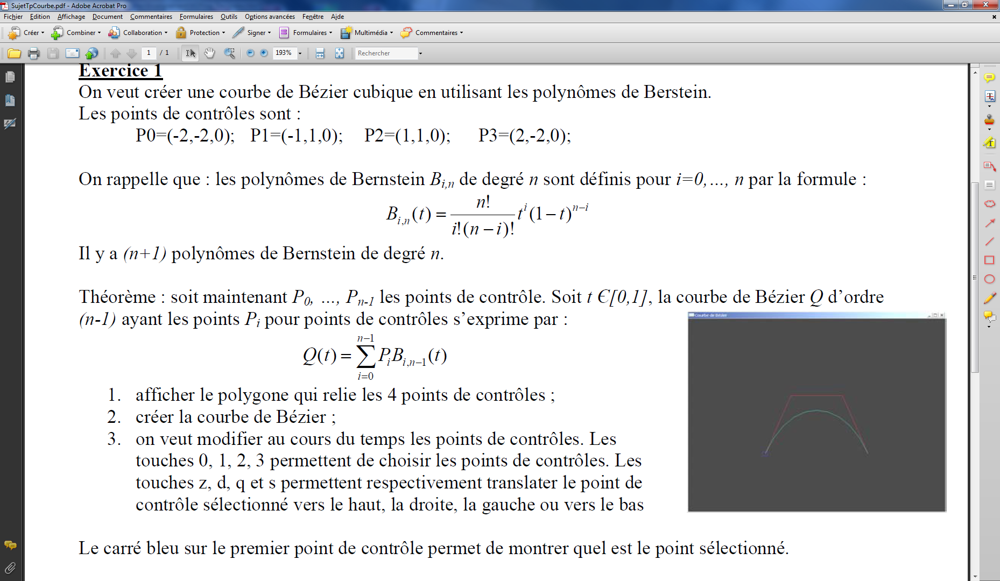 SujetTpCourbe.pdf - Adobe Acrobat Pro
Fichier Edition Affichage Document Commentaires Formulaires Outils Options avancées Fenêtre Aide
Créer Combiner Collaboration Protection Signer Formulaires Multimédia Commentaires
1 / 1 193% Rechercher
Exercice 1
On veut créer une courbe de Bézier cubique en utilisant les polynômes de Berstein.
Les points de contrôles sont :
P0=(-2,-2,0); P1=(-1,1,0); P2=(1,1,0); P3=(2,-2,0);
On rappelle que : les polynômes de Bernstein B_{i,n} de degré n sont définis pour i=0,…, n par la formule :
B_{i,n}(t) = \frac{n!}{i!(n-i)!} t^i (1-t)^{n-i}
Il y a (n+1) polynômes de Bernstein de degré n.
Théorème : soit maintenant P_0, …, P_{n-1} les points de contrôle. Soit t Є[0,1], la courbe de Bézier Q d’ordre
(n-1) ayant les points P_i pour points de contrôles s’exprime par :
Courbe de Bézier
Q(t) = \sum_{i=0}^{n-1} P_i B_{i,n-1}(t)
1. afficher le polygone qui relie les 4 points de contrôles ;
2. créer la courbe de Bézier ;
3. on veut modifier au cours du temps les points de contrôles. Les
touches 0, 1, 2, 3 permettent de choisir les points de contrôles. Les
touches z, d, q et s permettent respectivement translater le point de
contrôle sélectionné vers le haut, la droite, la gauche ou vers le bas
Le carré bleu sur le premier point de contrôle permet de montrer quel est le point sélectionné.